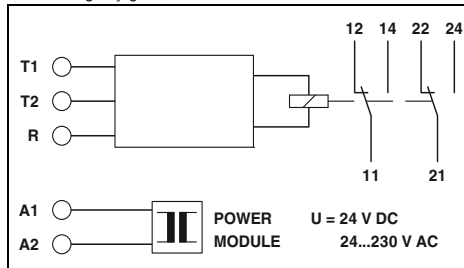 12 14 22 24
T1
T2
R
11 21
A1
POWER U = 24 V DC
A2
MODULE 24...230 V AC